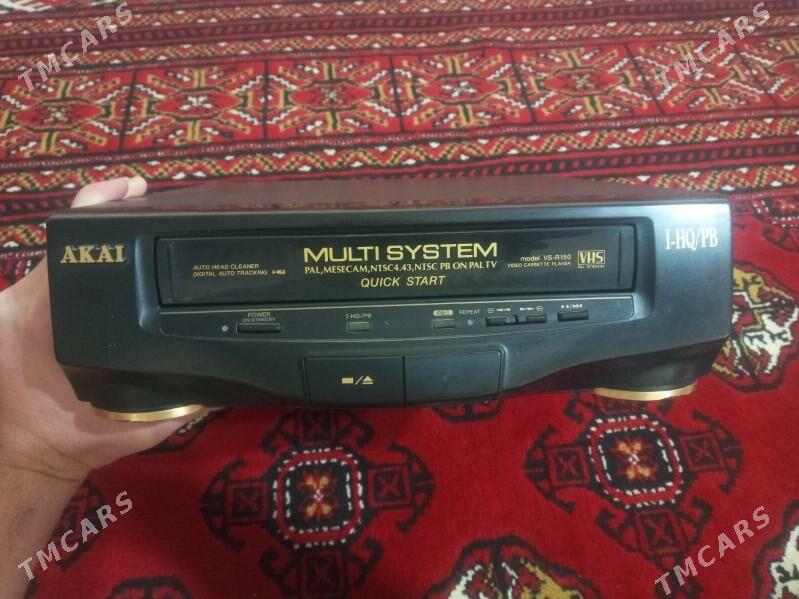 TMCARS
TMCARS
AKAI
AUTO HEAD CLEANER
DIGITAL AUTO TRACKING I-HQ
MULTI SYSTEM
PAL,MESECAM,NTSC4.43,NTSC PB ON PAL TV
QUICK START
model VS-R150
VIDEO CASSETTE PLAYER
VHS
I-HQ/PB
POWER
ON/STANDBY
I-HQ/PB
REC
REPEAT
TMCARS
TMCARS